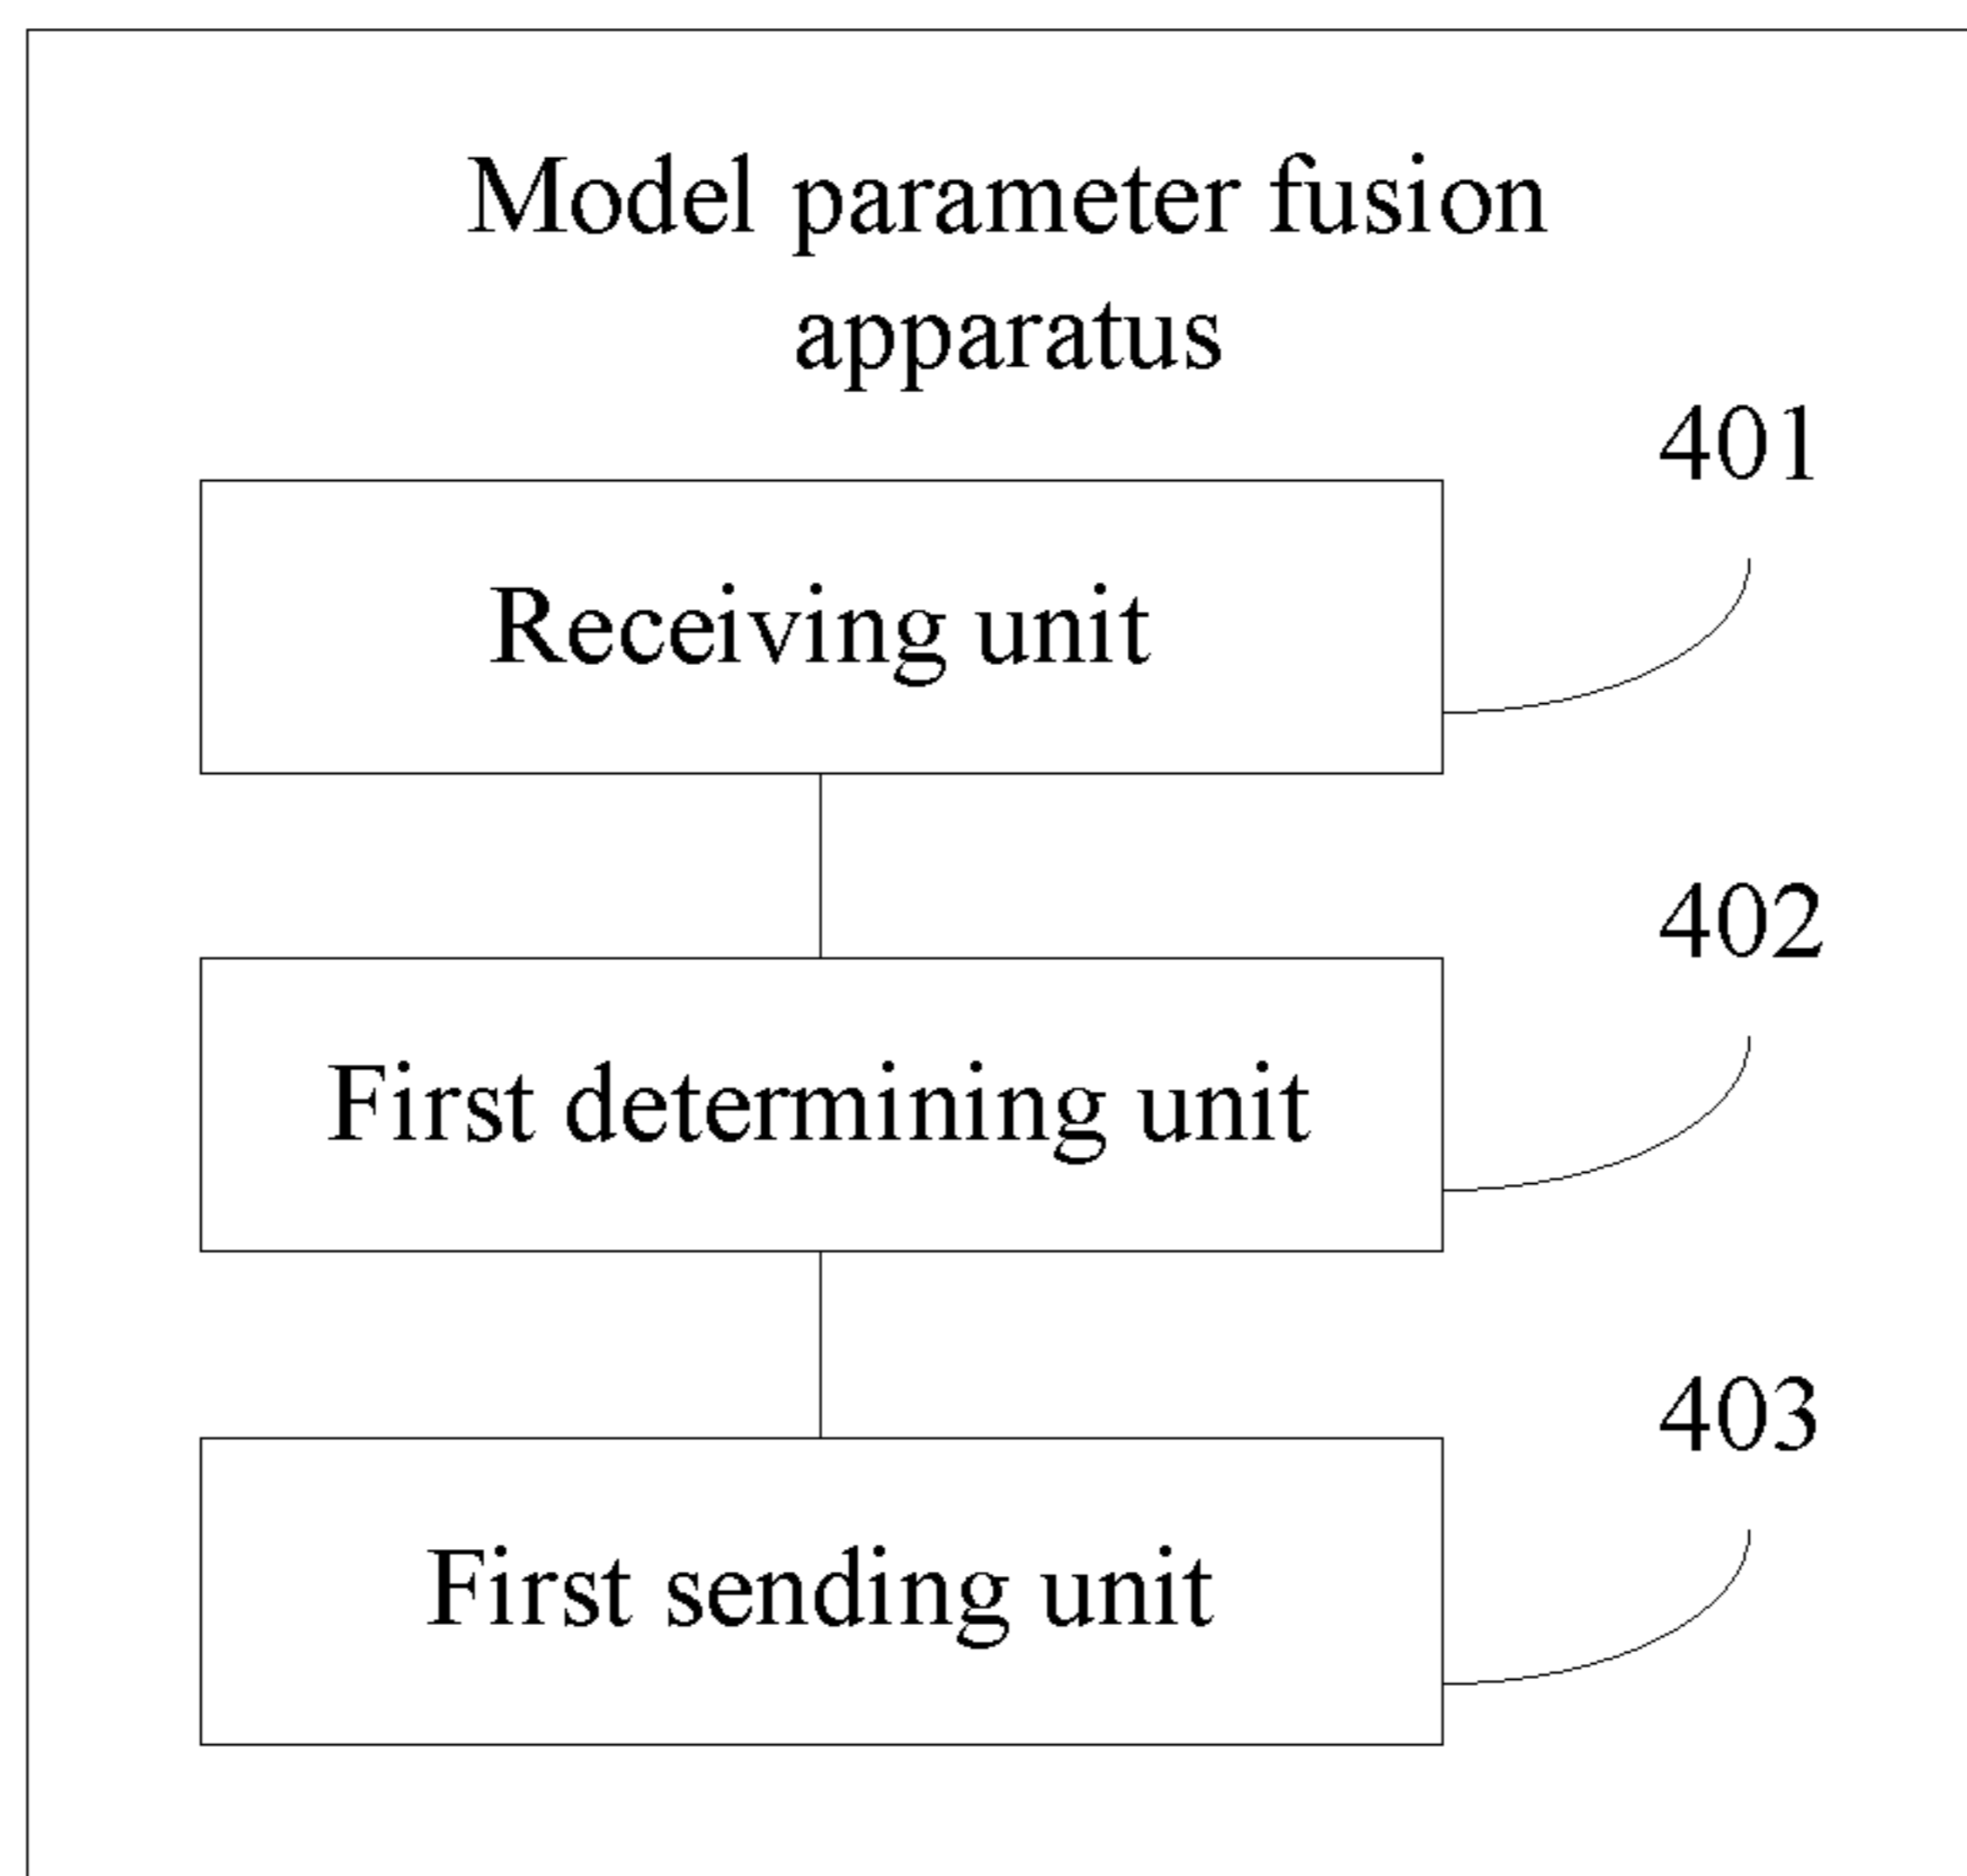 Model parameter fusion
apparatus
401
Receiving unit
402
First determining unit
403
First sending unit